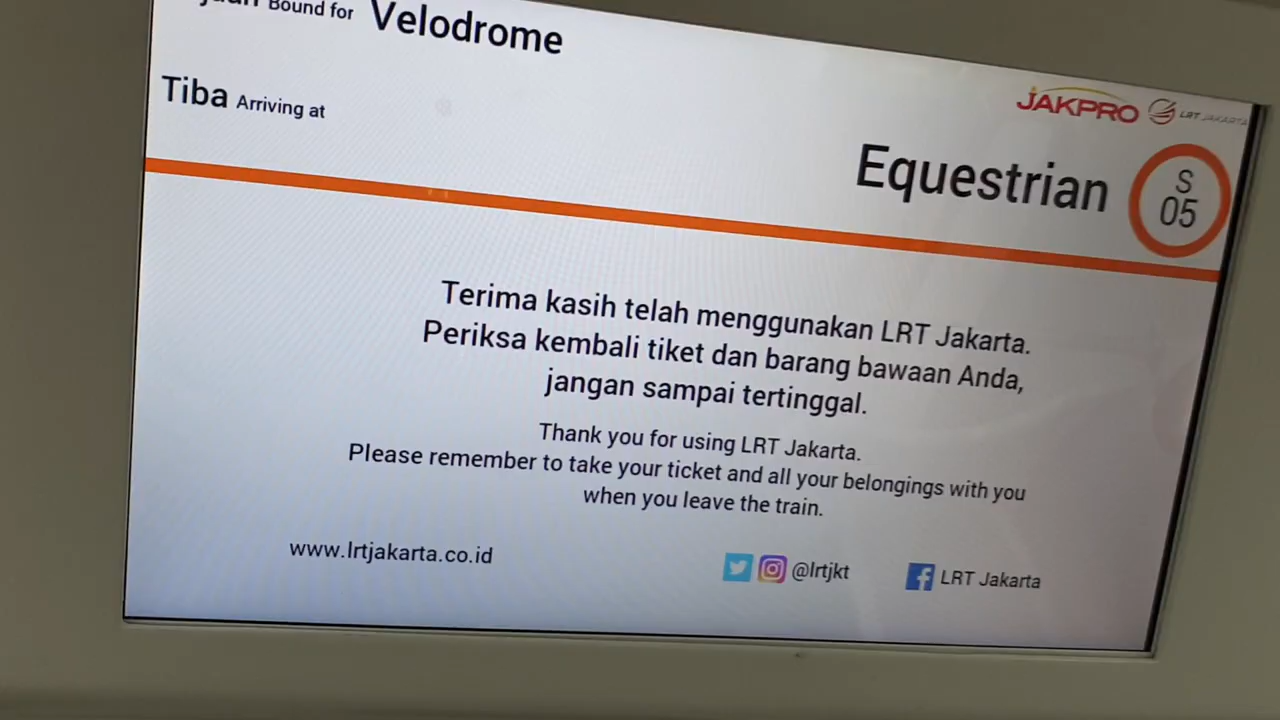 Bound for Velodrome
Tiba Arriving at
JAKPRO LRT JAKARTA
Equestrian
S
05
Terima kasih telah menggunakan LRT Jakarta.
Periksa kembali tiket dan barang bawaan Anda,
jangan sampai tertinggal.
Thank you for using LRT Jakarta.
Please remember to take your ticket and all your belongings with you
when you leave the train.
www.lrtjakarta.co.id
@lrtjkt
LRT Jakarta